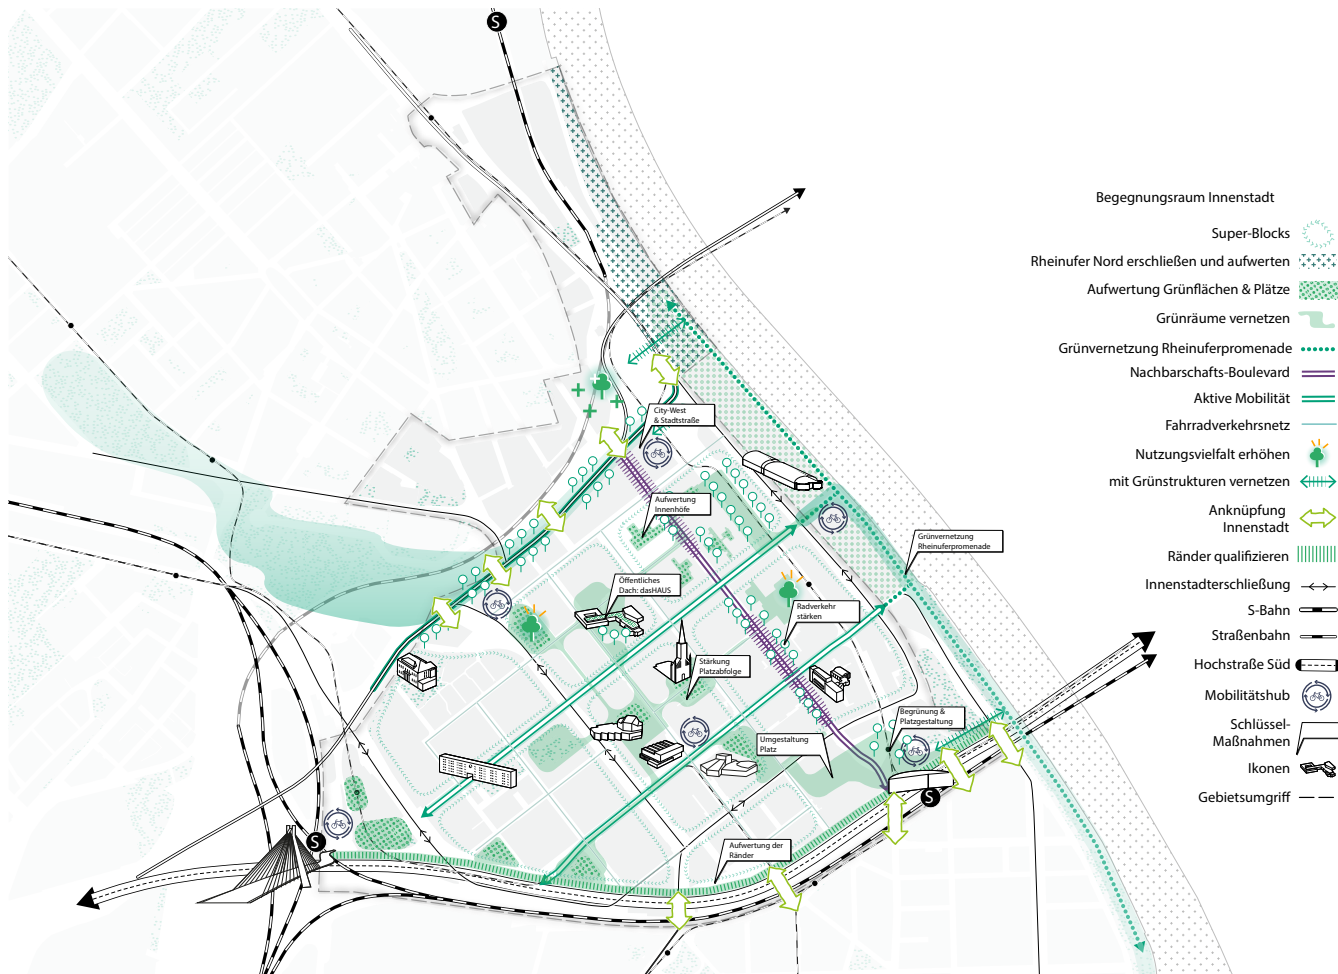 S
Begegnungsraum Innenstadt
Super-Blocks
Rheinufer Nord erschließen und aufwerten
Aufwertung Grünflächen & Plätze
Grünräume vernetzen
Grünvernetzung Rheinuferpromenade
Nachbarschafts-Boulevard
Aktive Mobilität
Fahrradverkehrsnetz
Nutzungsvielfalt erhöhen
mit Grünstrukturen vernetzen
Anknüpfung
Innenstadt
Ränder qualifizieren
Innenstadterschließung
S-Bahn
Straßenbahn
Hochstraße Süd
Mobilitätshub
Schlüssel-
Maßnahmen
Ikonen
Gebietsumgriff
City-West
& Stadtstraße
Aufwertung
Innenhöfe
Grünvernetzung
Rheinuferpromenade
Öffentliches
Dach: dasHAUS
Radverkehr
stärken
Stärkung
Platzabfolge
Begrünung &
Platzgestaltung
Umgestaltung
Platz
S
Aufwertung der
Ränder
S